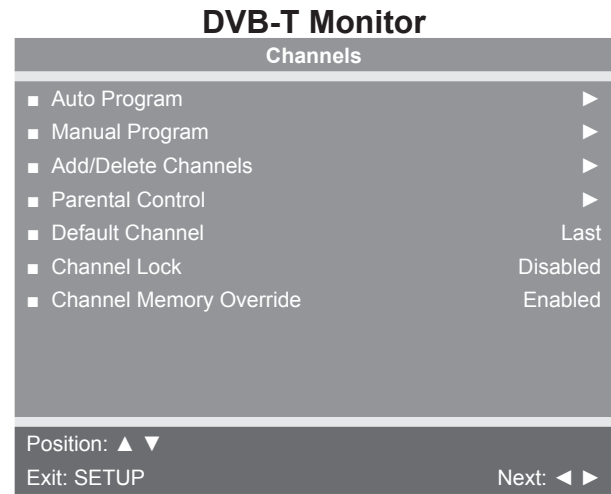 DVB-T Monitor
Channels
■ Auto Program ►
■ Manual Program ►
■ Add/Delete Channels ►
■ Parental Control ►
■ Default Channel Last
■ Channel Lock Disabled
■ Channel Memory Override Enabled
Position: ▲ ▼
Exit: SETUP Next: ◄ ►